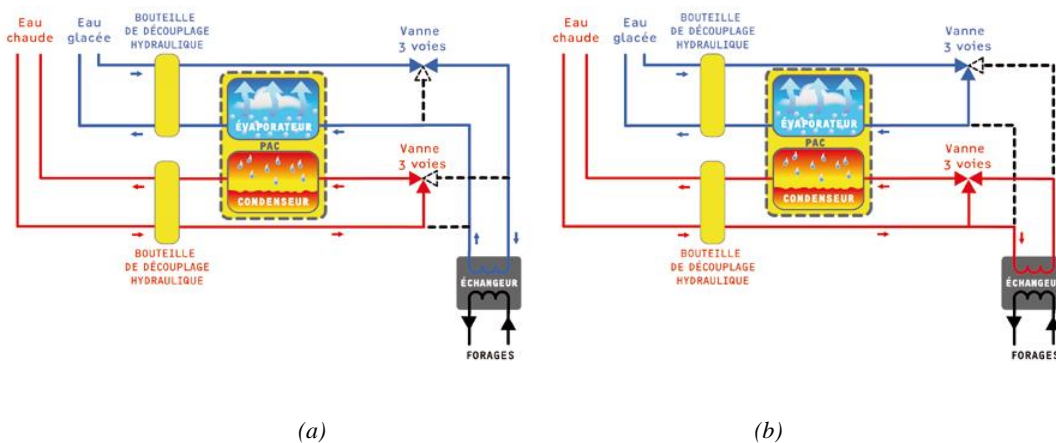 Eau
chaude
Eau
glacée
BOUTEILLE
DE DÉCOUPLAGE
HYDRAULIQUE
Vanne
3 voies
ÉVAPORATEUR
PAC
CONDENSEUR
Vanne
3 voies
BOUTEILLE
DE DÉCOUPLAGE
HYDRAULIQUE
ÉCHANGEUR
FORAGES
(a)
Eau
chaude
Eau
glacée
BOUTEILLE
DE DÉCOUPLAGE
HYDRAULIQUE
Vanne
3 voies
ÉVAPORATEUR
PAC
CONDENSEUR
Vanne
3 voies
BOUTEILLE
DE DÉCOUPLAGE
HYDRAULIQUE
ÉCHANGEUR
FORAGES
(b)